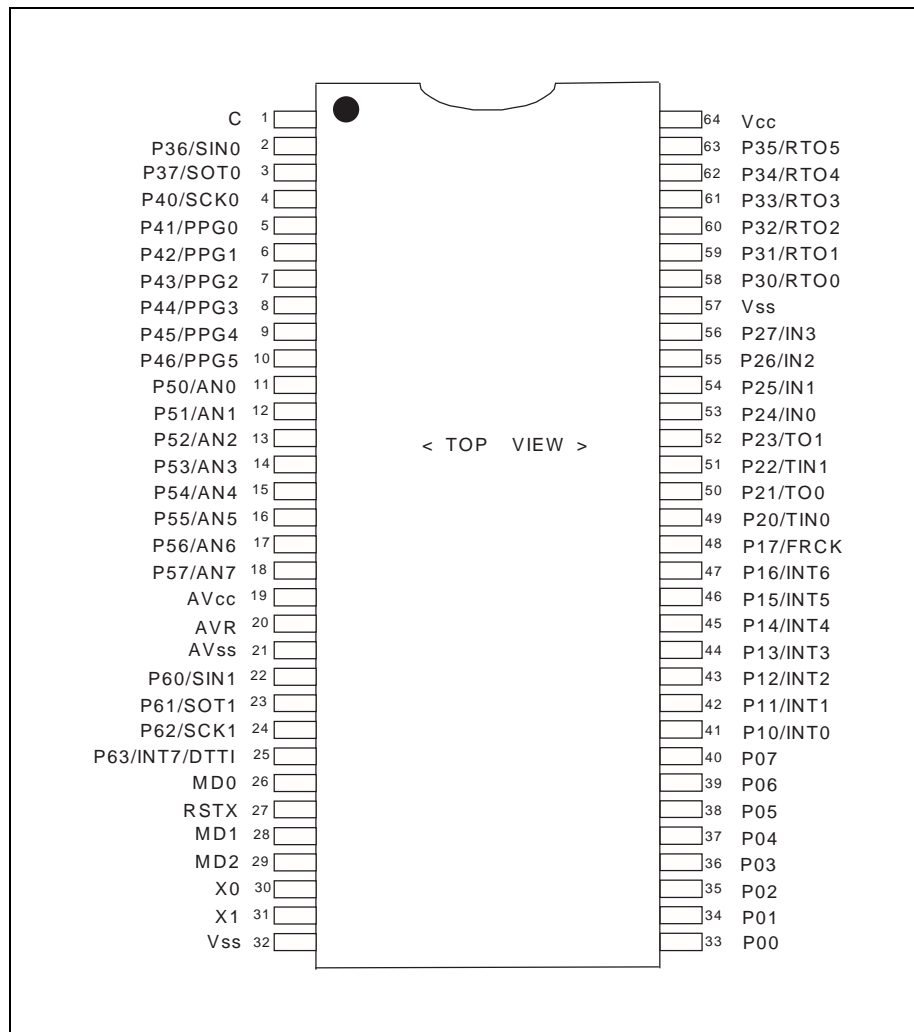 C 1 64 Vcc
P36/SIN0 2 63 P35/RTO5
P37/SOT0 3 62 P34/RTO4
P40/SCK0 4 61 P33/RTO3
P41/PPG0 5 60 P32/RTO2
P42/PPG1 6 59 P31/RTO1
P43/PPG2 7 58 P30/RTO0
P44/PPG3 8 57 Vss
P45/PPG4 9 56 P27/IN3
P46/PPG5 10 55 P26/IN2
P50/AN0 11 54 P25/IN1
P51/AN1 12 53 P24/IN0
P52/AN2 13 < TOP VIEW > 52 P23/TO1
P53/AN3 14 51 P22/TIN1
P54/AN4 15 50 P21/TO0
P55/AN5 16 49 P20/TIN0
P56/AN6 17 48 P17/FRCK
P57/AN7 18 47 P16/INT6
AVcc 19 46 P15/INT5
AVR 20 45 P14/INT4
AVss 21 44 P13/INT3
P60/SIN1 22 43 P12/INT2
P61/SOT1 23 42 P11/INT1
P62/SCK1 24 41 P10/INT0
P63/INT7/DTTI 25 40 P07
MD0 26 39 P06
RSTX 27 38 P05
MD1 28 37 P04
MD2 29 36 P03
X0 30 35 P02
X1 31 34 P01
Vss 32 33 P00